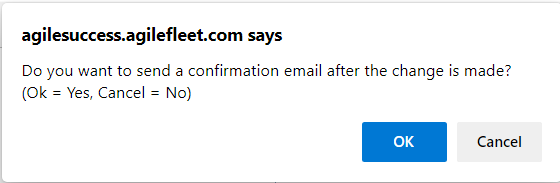 agilesuccess.agilefleet.com says
Do you want to send a confirmation email after the change is made?
(Ok = Yes, Cancel = No)
OK Cancel